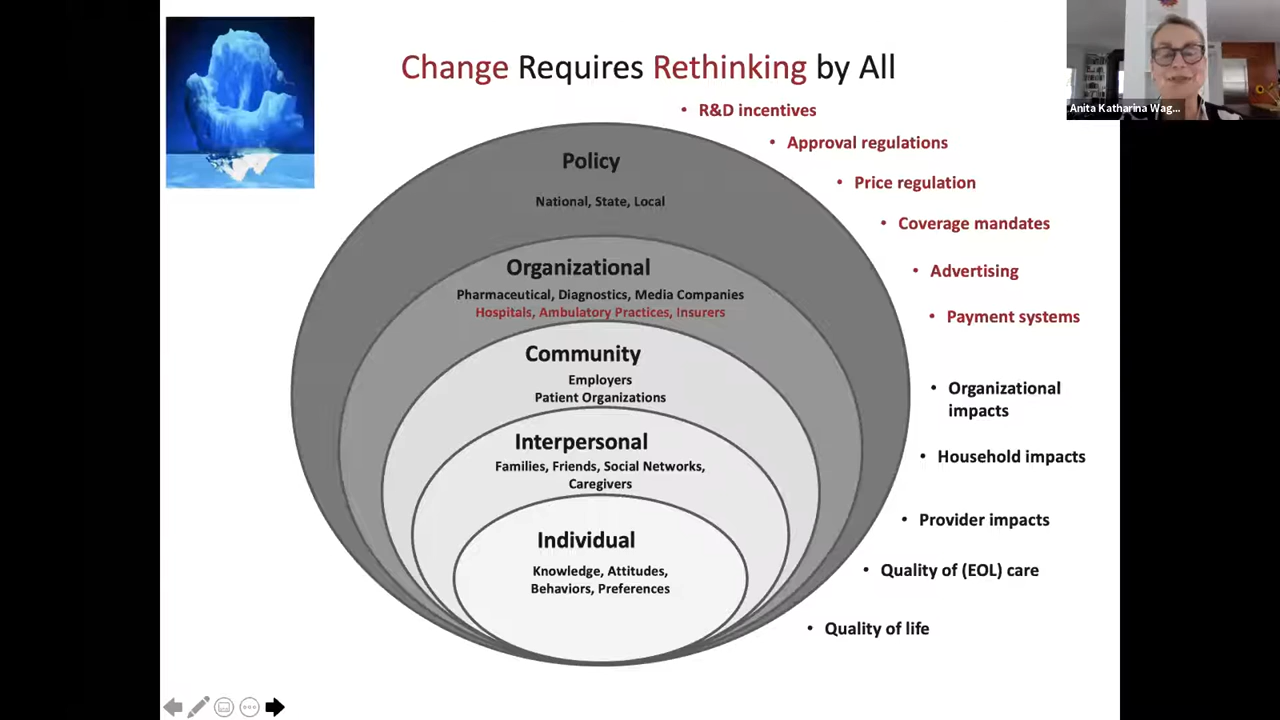 Change Requires Rethinking by All
Anita Katharina Wag...
• R&D incentives
• Approval regulations
• Price regulation
• Coverage mandates
• Advertising
• Payment systems
• Organizational
impacts
• Household impacts
• Provider impacts
• Quality of (EOL) care
• Quality of life
Policy
National, State, Local
Organizational
Pharmaceutical, Diagnostics, Media Companies
Hospitals, Ambulatory Practices, Insurers
Community
Employers
Patient Organizations
Interpersonal
Families, Friends, Social Networks,
Caregivers
Individual
Knowledge, Attitudes,
Behaviors, Preferences